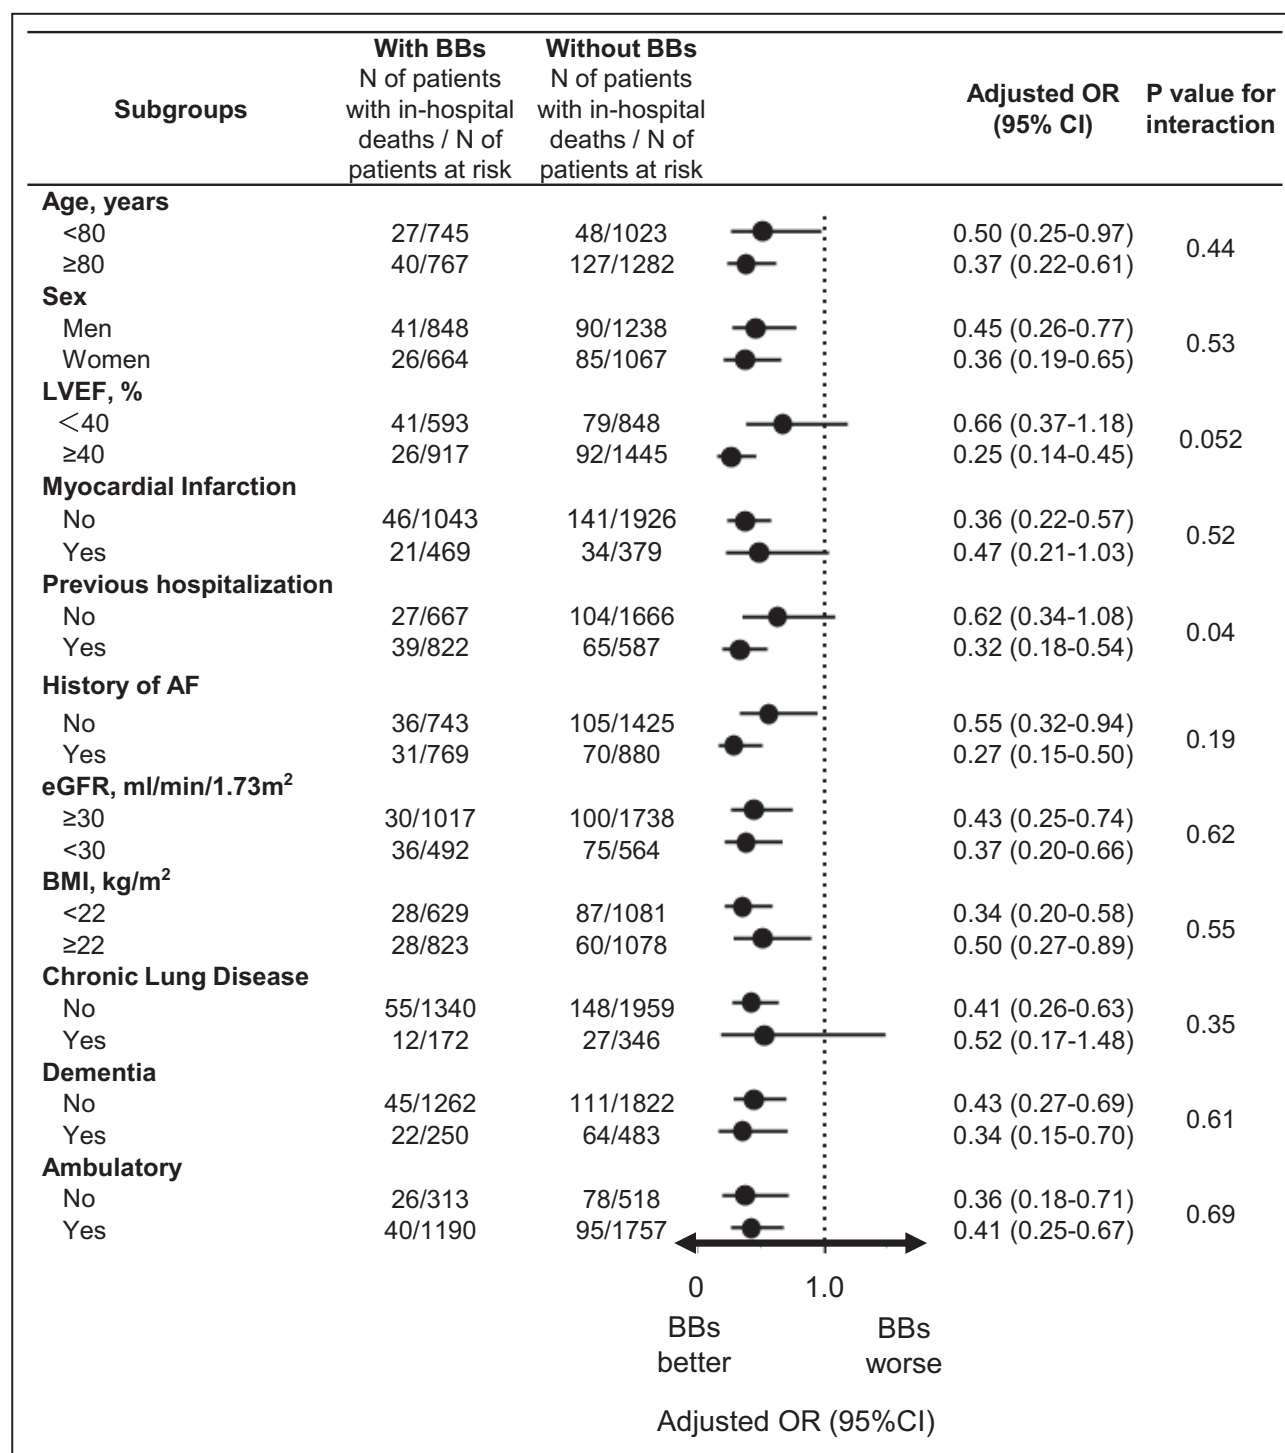 Subgroups
With BBs
N of patients
with in-hospital
deaths / N of
patients at risk
Without BBs
N of patients
with in-hospital
deaths / N of
patients at risk
Adjusted OR
(95% CI)
P value for
interaction
Age, years
<80 27/745 48/1023 0.50 (0.25-0.97)
≥80 40/767 127/1282 0.37 (0.22-0.61)
0.44
Sex
Men 41/848 90/1238 0.45 (0.26-0.77)
Women 26/664 85/1067 0.36 (0.19-0.65)
0.53
LVEF, %
<40 41/593 79/848 0.66 (0.37-1.18)
≥40 26/917 92/1445 0.25 (0.14-0.45)
0.052
Myocardial Infarction
No 46/1043 141/1926 0.36 (0.22-0.57)
Yes 21/469 34/379 0.47 (0.21-1.03)
0.52
Previous hospitalization
No 27/667 104/1666 0.62 (0.34-1.08)
Yes 39/822 65/587 0.32 (0.18-0.54)
0.04
History of AF
No 36/743 105/1425 0.55 (0.32-0.94)
Yes 31/769 70/880 0.27 (0.15-0.50)
0.19
eGFR, ml/min/1.73m²
≥30 30/1017 100/1738 0.43 (0.25-0.74)
<30 36/492 75/564 0.37 (0.20-0.66)
0.62
BMI, kg/m²
<22 28/629 87/1081 0.34 (0.20-0.58)
≥22 28/823 60/1078 0.50 (0.27-0.89)
0.55
Chronic Lung Disease
No 55/1340 148/1959 0.41 (0.26-0.63)
Yes 12/172 27/346 0.52 (0.17-1.48)
0.35
Dementia
No 45/1262 111/1822 0.43 (0.27-0.69)
Yes 22/250 64/483 0.34 (0.15-0.70)
0.61
Ambulatory
No 26/313 78/518 0.36 (0.18-0.71)
Yes 40/1190 95/1757 0.41 (0.25-0.67)
0.69
0 1.0
BBs
better
BBs
worse
Adjusted OR (95%CI)